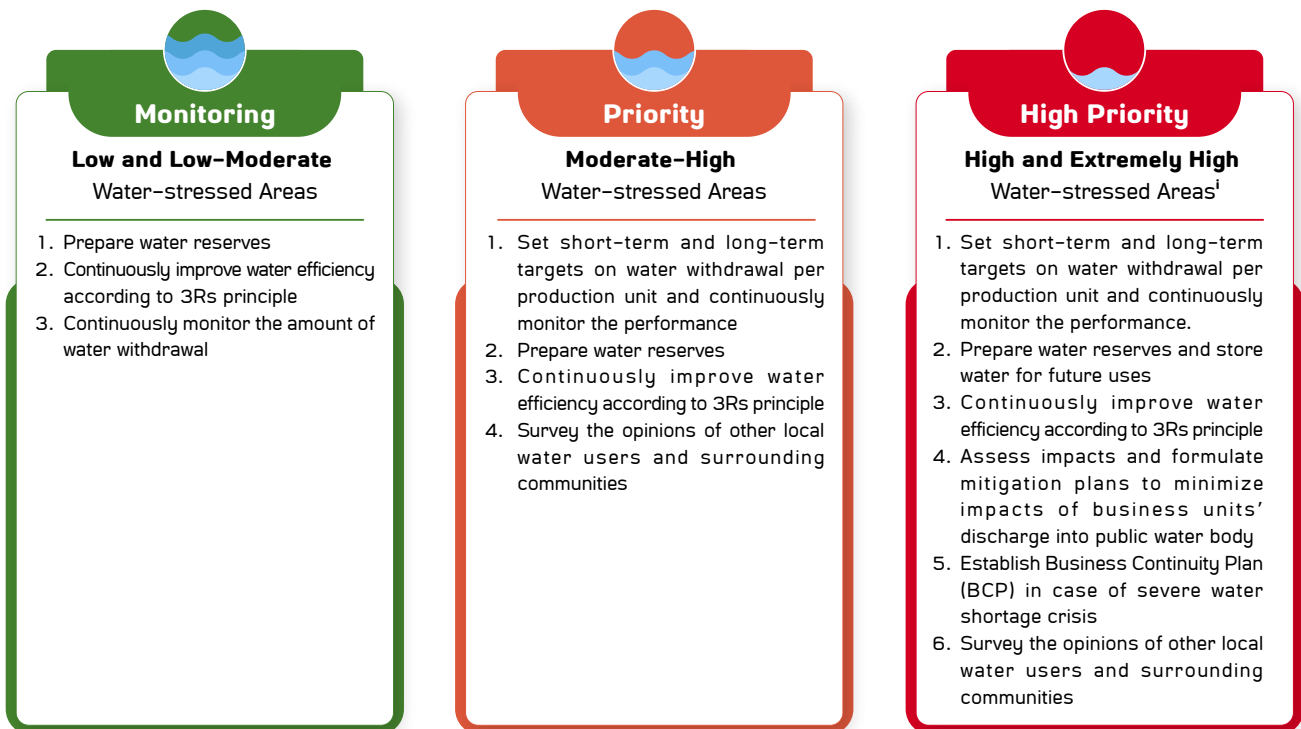 Monitoring
Low and Low-Moderate
Water-stressed Areas
1. Prepare water reserves
2. Continuously improve water efficiency
according to 3Rs principle
3. Continuously monitor the amount of
water withdrawal
Priority
Moderate-High
Water-stressed Areas
1. Set short-term and long-term
targets on water withdrawal per
production unit and continuously
monitor the performance
2. Prepare water reserves
3. Continuously improve water
efficiency according to 3Rs principle
4. Survey the opinions of other local
water users and surrounding
communities
High Priority
High and Extremely High
Water-stressed Areasⁱ
1. Set short-term and long-term
targets on water withdrawal per
production unit and continuously
monitor the performance.
2. Prepare water reserves and store
water for future uses
3. Continuously improve water
efficiency according to 3Rs principle
4. Assess impacts and formulate
mitigation plans to minimize
impacts of business units’
discharge into public water body
5. Establish Business Continuity Plan
(BCP) in case of severe water
shortage crisis
6. Survey the opinions of other local
water users and surrounding
communities